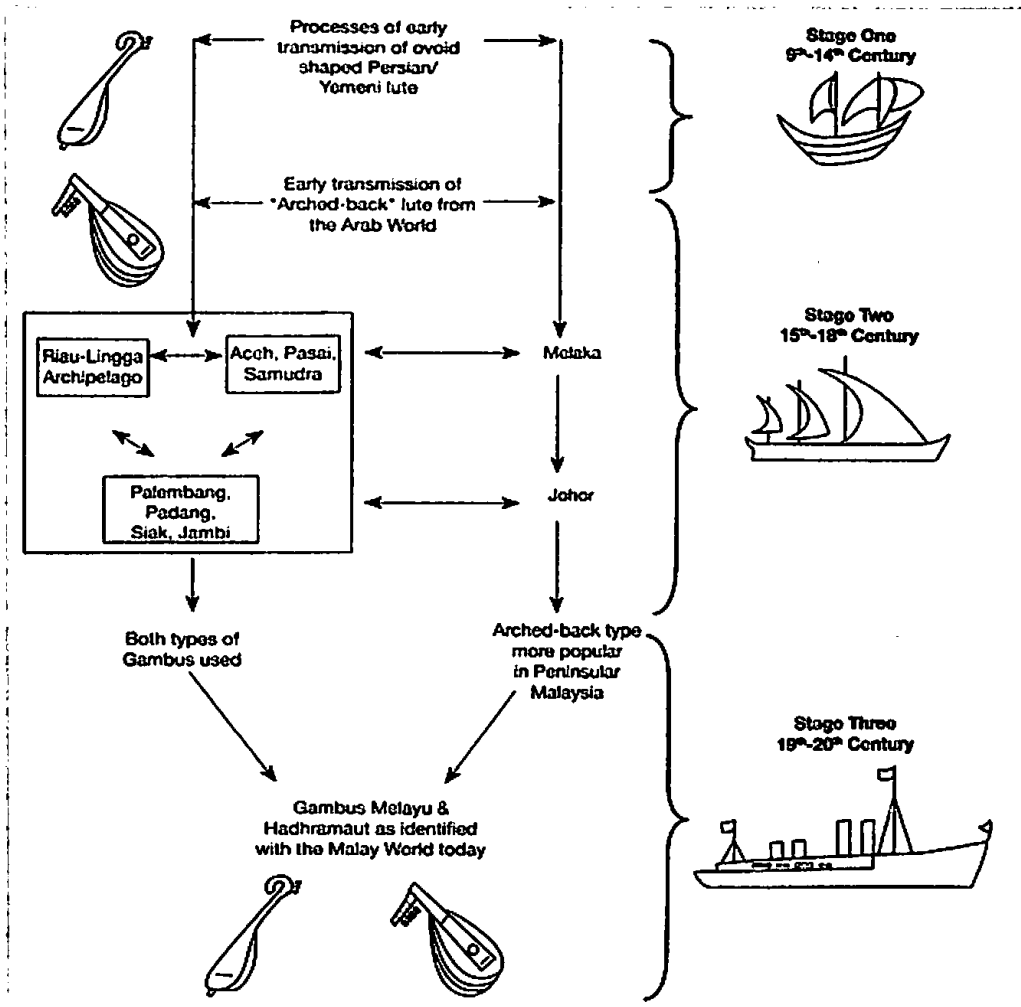 Processes of early
transmission of ovoid
shaped Persian/
Yemeni lute
Stage One
9th-14th Century
Early transmission of
"Arched-back" lute from
the Arab World
Stage Two
15th-18th Century
Riau-Lingga
Archipelago
Aceh, Pasai,
Samudra
Melaka
Palembang,
Padang,
Siak, Jambi
Johor
Both types of
Gambus used
Arched-back type
more popular
in Peninsular
Malaysia
Stage Three
19th-20th Century
Gambus Melayu &
Hadhramaut as identified
with the Malay World today